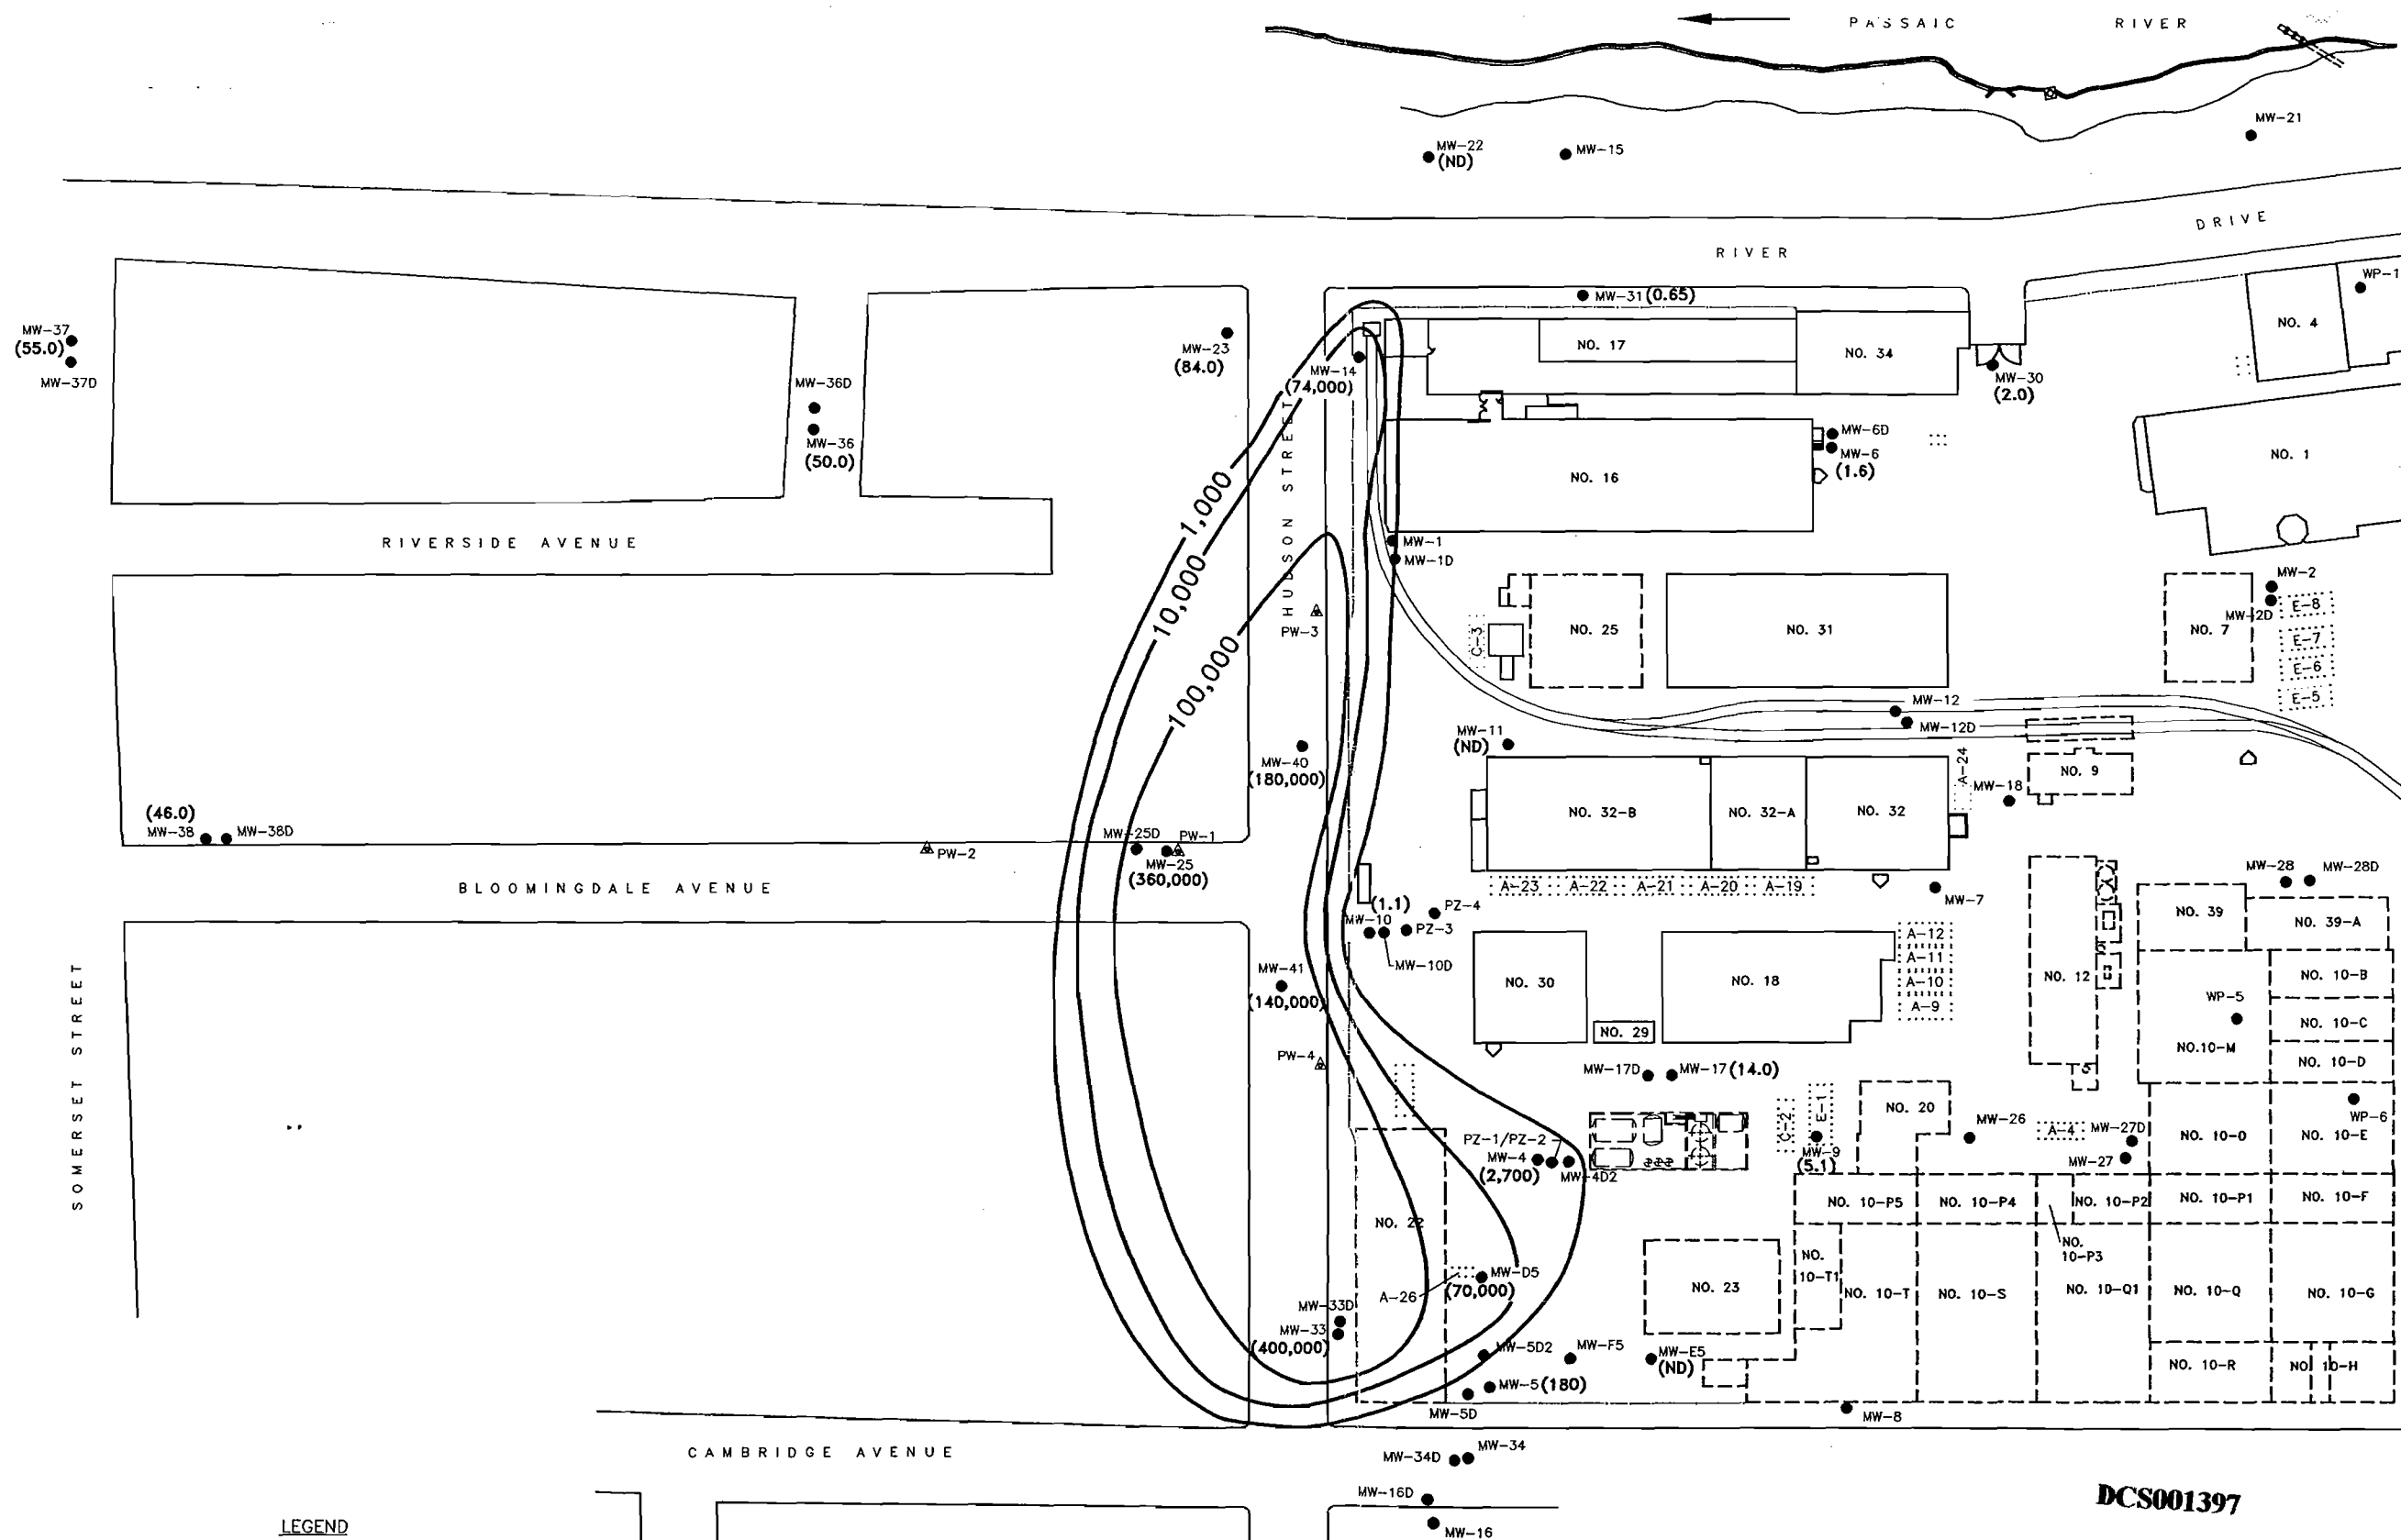 PASSAIC RIVER
MW-21
MW-22
(ND)
MW-15
DRIVE
RIVER
WP-1
MW-31 (0.65)
NO. 4
MW-37
(55.0)
MW-37D
MW-23
(84.0)
MW-14
(74,000)
NO. 17
NO. 34
MW-30
(2.0)
MW-36D
MW-36
(50.0)
MW-6D
MW-6
(1.6)
NO. 1
NO. 16
HUDSON STREET
1,000
10,000
100,000
RIVERSIDE AVENUE
MW-1
MW-1D
MW-2
MW-2D
E-8
E-7
E-6
E-5
NO. 7
PW-3
C-3
NO. 25
NO. 31
MW-12
MW-12D
MW-11
(ND)
MW-40
(180,000)
A-24
NO. 9
MW-18
(46.0)
MW-38
MW-38D
PW-2
MW-25D
PW-1
MW-25
(360,000)
NO. 32-B
NO. 32-A
NO. 32
BLOOMINGDALE AVENUE
A-23
A-22
A-21
A-20
A-19
MW-7
MW-28
MW-28D
(1.1)
MW-10
PZ-4
PZ-3
MW-10D
NO. 39
NO. 39-A
A-12
A-11
A-10
A-9
SOMERSET STREET
MW-41
(140,000)
NO. 30
NO. 18
NO. 12
NO. 10-B
WP-5
NO. 10-C
NO. 29
NO.10-M
NO. 10-D
PW-4
MW-17D
MW-17 (14.0)
C-2
E-1
NO. 20
WP-6
PZ-1/PZ-2
MW-4
(2,700)
MW-4D2
MW-9
(5.1)
MW-26
A-4
MW-27D
MW-27
NO. 10-O
NO. 10-E
NO. 22
NO. 10-P5
NO. 10-P4
NO. 10-P2
NO. 10-P1
NO. 10-F
NO.
10-P3
NO.
10-T1
MW-D5
(70,000)
A-26
NO. 23
NO. 10-T
NO. 10-S
NO. 10-Q1
NO. 10-Q
NO. 10-G
MW-33D
MW-33
(400,000)
MW-5D2
MW-F5
MW-E5
(ND)
NO. 10-R
NO. 10-H
MW-5 (180)
MW-5D
MW-8
CAMBRIDGE AVENUE
MW-34D
MW-34
MW-16D
MW-16
DCS001397
LEGEND